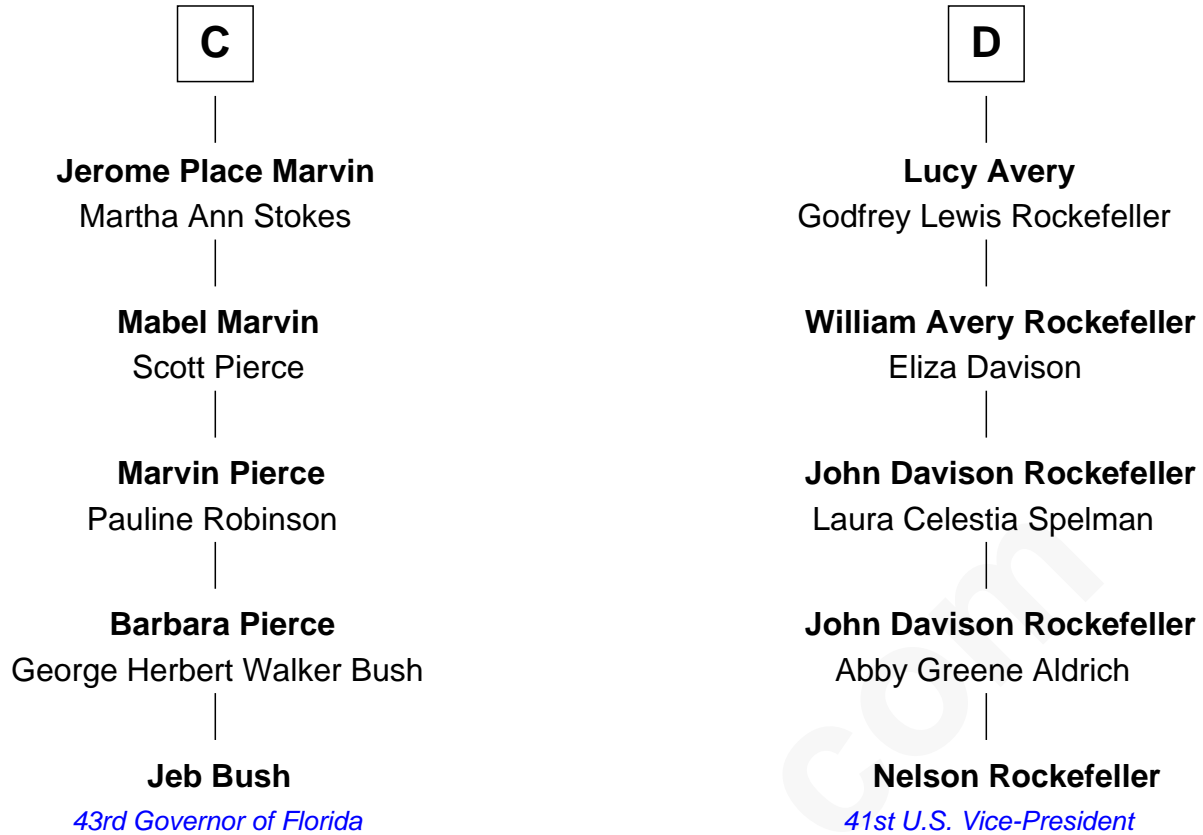 C
Jerome Place Marvin
Martha Ann Stokes
Mabel Marvin
Scott Pierce
Marvin Pierce
Pauline Robinson
Barbara Pierce
George Herbert Walker Bush
Jeb Bush
43rd Governor of Florida
D
Lucy Avery
Godfrey Lewis Rockefeller
William Avery Rockefeller
Eliza Davison
John Davison Rockefeller
Laura Celestia Spelman
John Davison Rockefeller
Abby Greene Aldrich
Nelson Rockefeller
41st U.S. Vice-President
com